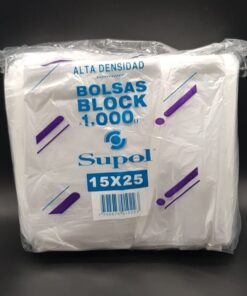 ALTA DENSIDAD
BOLSAS
BLOCK
1.000
Supol
15X25